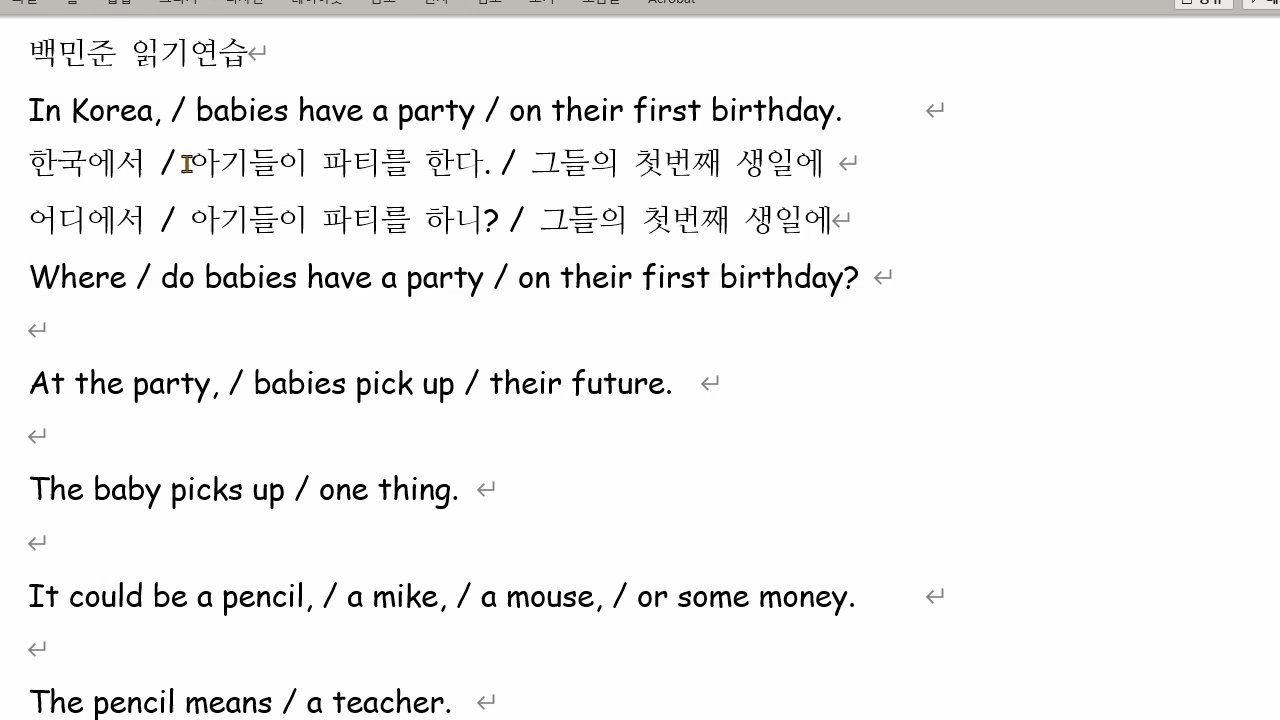 Acrobat
백민준 읽기연습
In Korea, / babies have a party / on their first birthday.
한국에서 / 아기들이 파티를 한다. / 그들의 첫번째 생일에
어디에서 / 아기들이 파티를 하니? / 그들의 첫번째 생일에
Where / do babies have a party / on their first birthday?
At the party, / babies pick up / their future.
The baby picks up / one thing.
It could be a pencil, / a mike, / a mouse, / or some money.
The pencil means / a teacher.